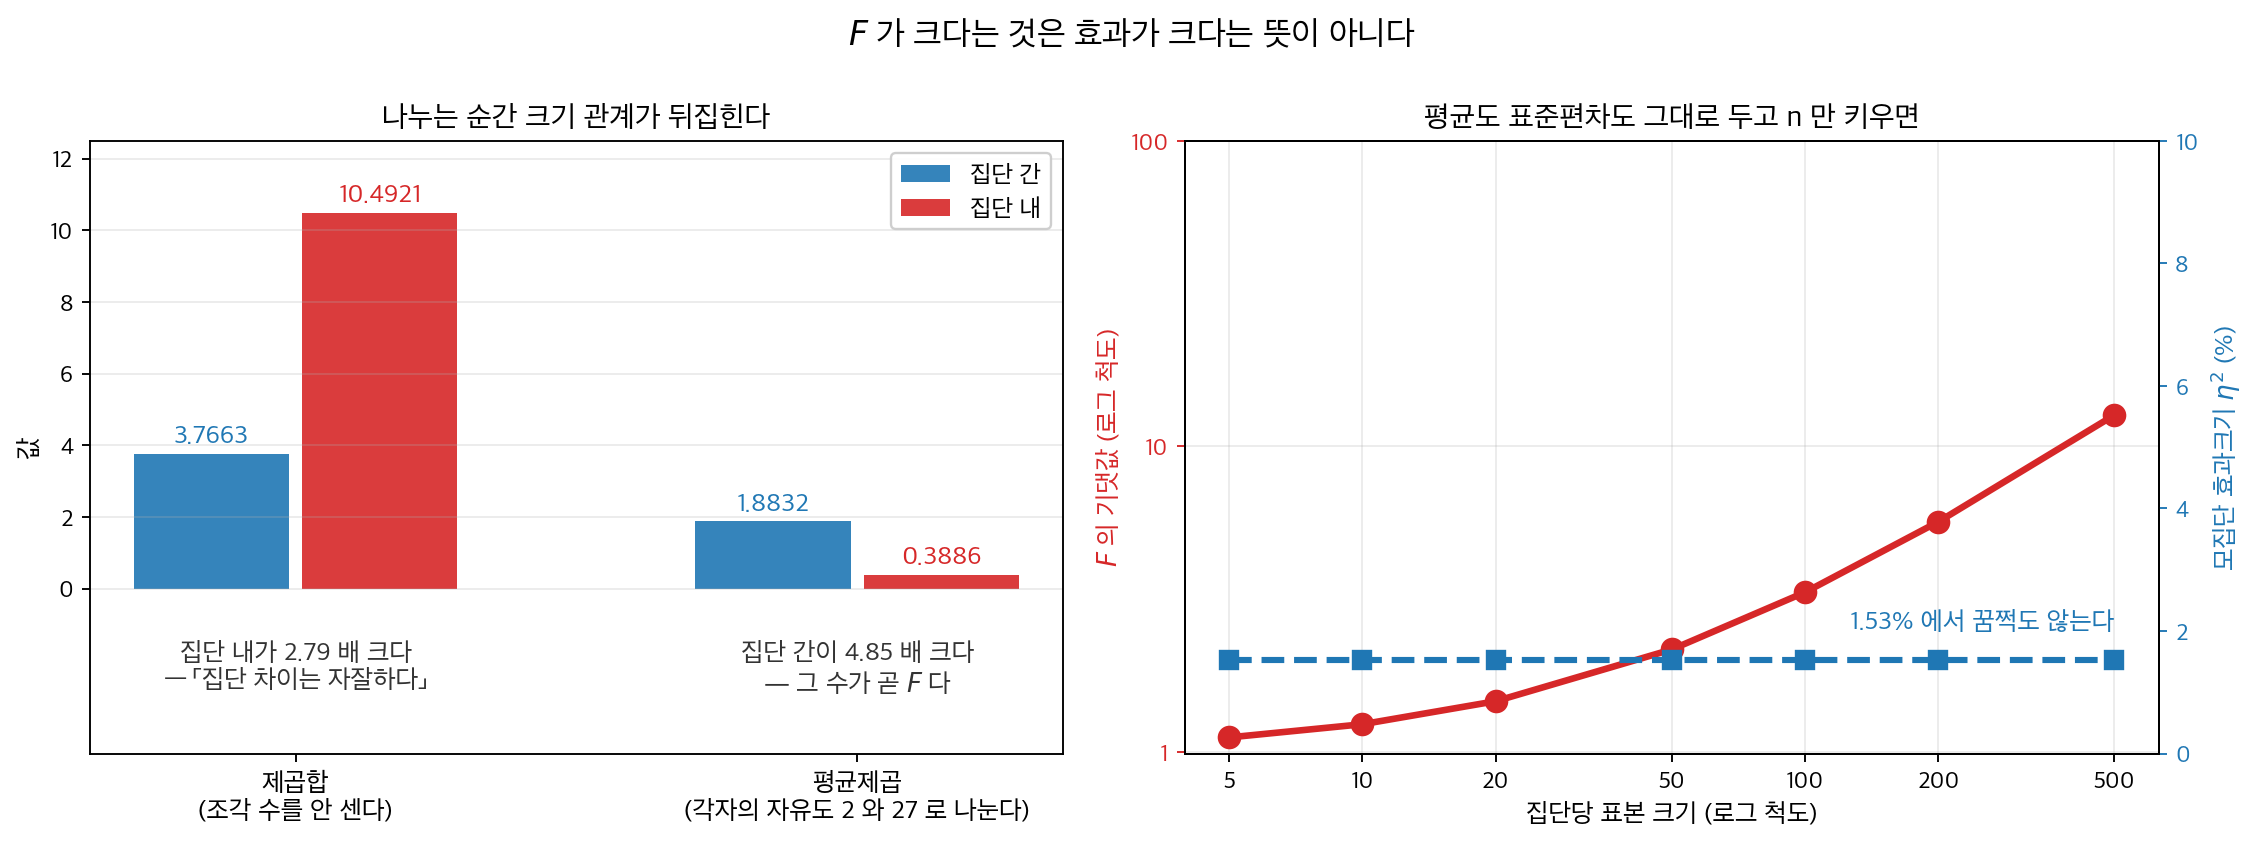 F 가 크다는 것은 효과가 크다는 뜻이 아니다
나누는 순간 크기 관계가 뒤집힌다
12
10
8
6
4
2
0
값
10.4921
3.7663
1.8832
0.3886
집단 간
집단 내
집단 내가 2.79 배 크다
—「집단 차이는 자잘하다」
집단 간이 4.85 배 크다
— 그 수가 곧 F 다
제곱합
(조각 수를 안 센다)
평균제곱
(각자의 자유도 2 와 27 로 나눈다)
평균도 표준편차도 그대로 두고 n 만 키우면
100
10
1
F 의 기댓값 (로그 척도)
10
8
6
4
2
0
모집단 효과크기 η² (%)
1.53% 에서 꿈쩍도 않는다
5
10
20
50
100
200
500
집단당 표본 크기 (로그 척도)